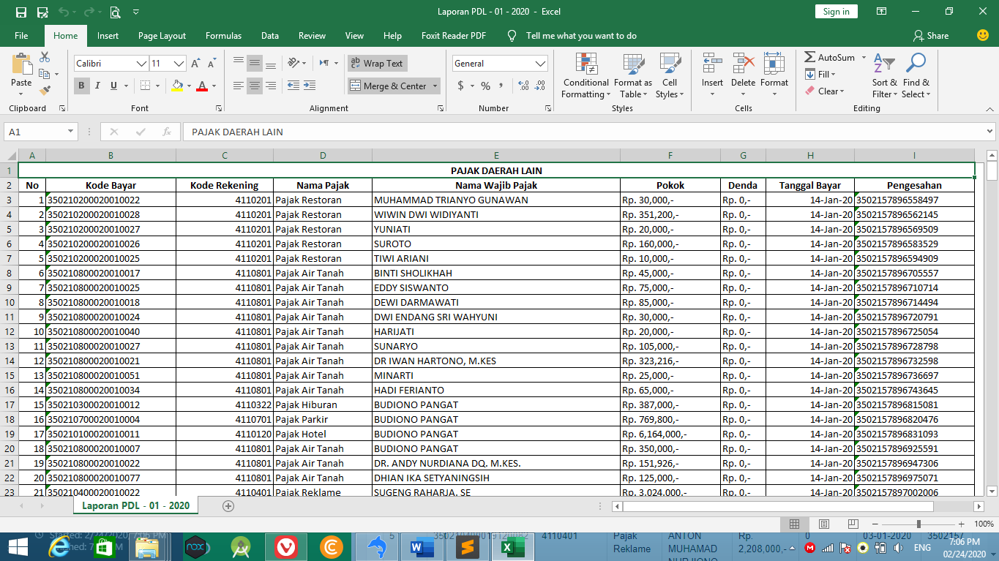 Laporan PDL - 01 - 2020 - Excel
Sign in
File Home Insert Page Layout Formulas Data Review View Help Foxit Reader PDF Tell me what you want to do Share
Calibri 11 Wrap Text General AutoSum
Paste B I U Merge & Center $ % Conditional Formatting Format as Table Cell Styles Insert Delete Format Fill Clear Sort & Filter Find & Select
Clipboard Font Alignment Number Styles Cells Editing
A1 fx PAJAK DAERAH LAIN
A B C D E F G H I
1 PAJAK DAERAH LAIN
2 No Kode Bayar Kode Rekening Nama Pajak Nama Wajib Pajak Pokok Denda Tanggal Bayar Pengesahan
3 1 350210200020010022 4110201 Pajak Restoran MUHAMMAD TRIANYO GUNAWAN Rp. 30,000,- Rp. 0,- 14-Jan-20 3502157896558497
4 2 350210200020010028 4110201 Pajak Restoran WIWIN DWI WIDIYANTI Rp. 351,200,- Rp. 0,- 14-Jan-20 3502157896562145
5 3 350210200020010027 4110201 Pajak Restoran YUNIATI Rp. 20,000,- Rp. 0,- 14-Jan-20 3502157896569509
6 4 350210200020010026 4110201 Pajak Restoran SUROTO Rp. 160,000,- Rp. 0,- 14-Jan-20 3502157896583529
7 5 350210200020010025 4110201 Pajak Restoran TIWI ARIANI Rp. 10,000,- Rp. 0,- 14-Jan-20 3502157896594909
8 6 350210800020010017 4110801 Pajak Air Tanah BINTI SHOLIKHAH Rp. 45,000,- Rp. 0,- 14-Jan-20 3502157896705557
9 7 350210800020010025 4110801 Pajak Air Tanah EDDY SISWANTO Rp. 75,000,- Rp. 0,- 14-Jan-20 3502157896710714
10 8 350210800020010018 4110801 Pajak Air Tanah DEWI DARMAWATI Rp. 85,000,- Rp. 0,- 14-Jan-20 3502157896714494
11 9 350210800020010024 4110801 Pajak Air Tanah DWI ENDANG SRI WAHYUNI Rp. 30,000,- Rp. 0,- 14-Jan-20 3502157896720791
12 10 350210800020010040 4110801 Pajak Air Tanah HARIJATI Rp. 20,000,- Rp. 0,- 14-Jan-20 3502157896725054
13 11 350210800020010027 4110801 Pajak Air Tanah SUNARYO Rp. 105,000,- Rp. 0,- 14-Jan-20 3502157896728798
14 12 350210800020010021 4110801 Pajak Air Tanah DR IWAN HARTONO, M.KES Rp. 323,216,- Rp. 0,- 14-Jan-20 3502157896732598
15 13 350210800020010051 4110801 Pajak Air Tanah MINARTI Rp. 25,000,- Rp. 0,- 14-Jan-20 3502157896736697
16 14 350210800020010034 4110801 Pajak Air Tanah HADI FERIANTO Rp. 65,000,- Rp. 0,- 14-Jan-20 3502157896743645
17 15 350210300020010012 4110322 Pajak Hiburan BUDIONO PANGAT Rp. 387,000,- Rp. 0,- 14-Jan-20 3502157896815081
18 16 350210700020010004 4110701 Pajak Parkir BUDIONO PANGAT Rp. 769,800,- Rp. 0,- 14-Jan-20 3502157896820476
19 17 350210100020010011 4110120 Pajak Hotel BUDIONO PANGAT Rp. 6,164,000,- Rp. 0,- 14-Jan-20 3502157896831093
20 18 350210800020010007 4110801 Pajak Air Tanah BUDIONO PANGAT Rp. 350,000,- Rp. 0,- 14-Jan-20 3502157896925591
21 19 350210800020010022 4110801 Pajak Air Tanah DR. ANDY NURDIANA DQ. M.KES. Rp. 151,926,- Rp. 0,- 14-Jan-20 3502157896947306
22 20 350210800020010077 4110801 Pajak Air Tanah DHIAN IKA SETYANINGSIH Rp. 125,000,- Rp. 0,- 14-Jan-20 3502157896975071
23 21 350210400020010022 4110401 Pajak Reklame SUGENG RAHARJA. SE Rp. 3.024.000,- Rp. 0,- 14-Jan-20 3502157897002006
Laporan PDL - 01 - 2020
100%
Started: 2/24/2020 7:06 PM 5 4110401 Pajak ANTON Rp. 0 03-01-2020 3502157
Reklame MUHAMAD 2,208,000,- ENG 7:06 PM
02/24/2020